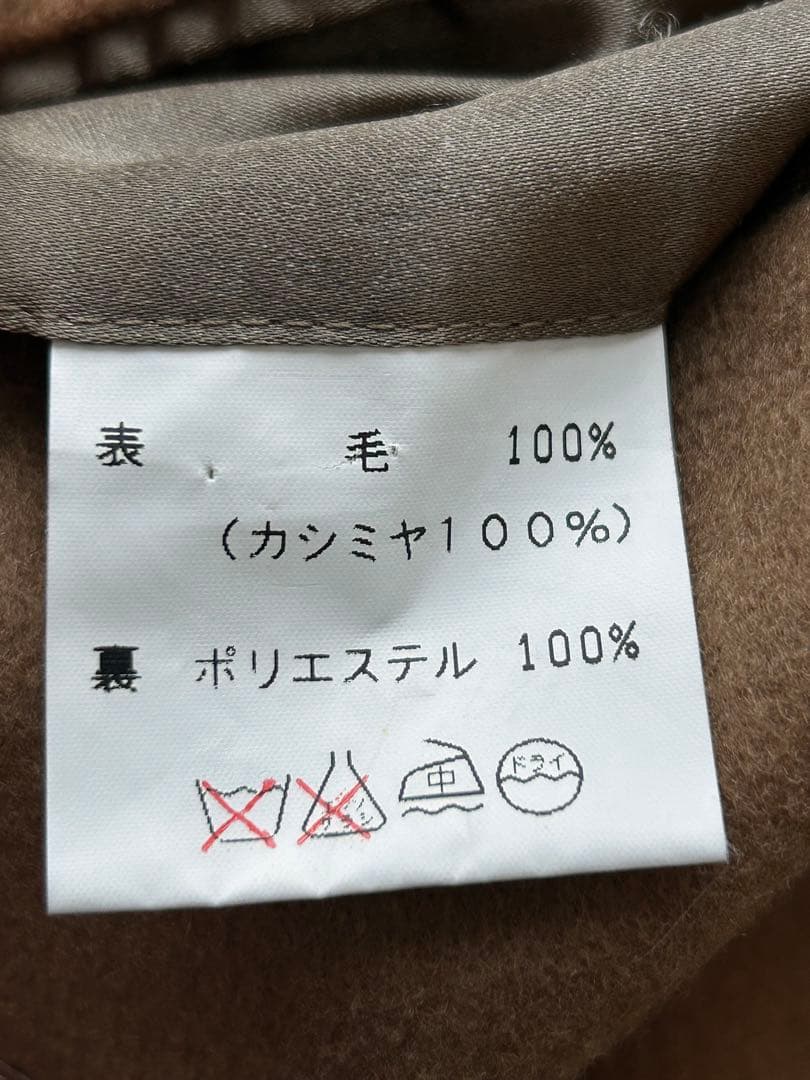 表 毛 100%
(カシミヤ100%)
裏 ポリエステル 100%
中 ドライ